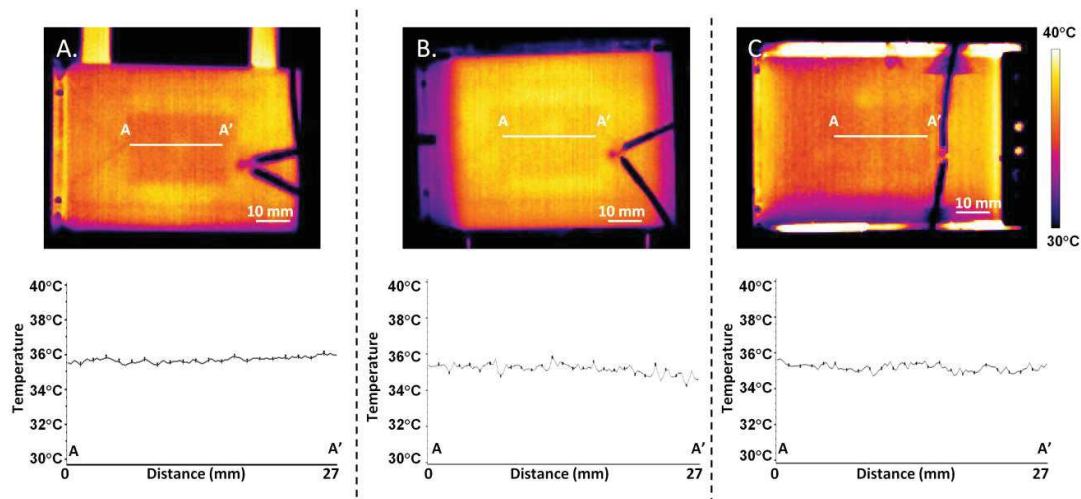 A.
A A'
10 mm
B.
A A'
10 mm
C.
A A'
10 mm
40°C
30°C
40°C
38°C
36°C
34°C
32°C
30°C
Temperature
A A'
0 Distance (mm) 27
40°C
38°C
36°C
34°C
32°C
30°C
Temperature
A A'
0 Distance (mm) 27
40°C
38°C
36°C
34°C
32°C
30°C
Temperature
A A'
0 Distance (mm) 27